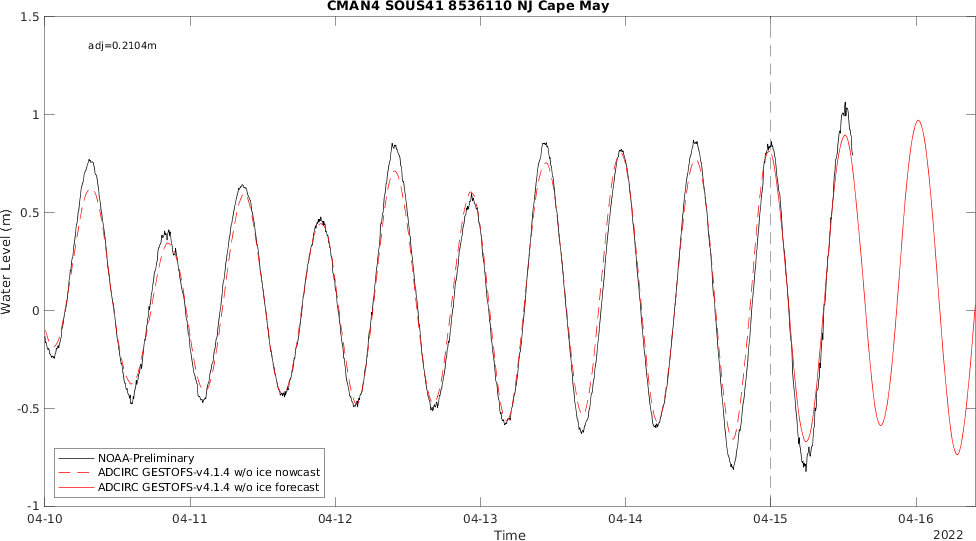 CMAN4 SOUS41 8536110 NJ Cape May
1.5
adj=0.2104m
1
0.5
Water Level (m)
0
-0.5
NOAA-Preliminary
ADCIRC GESTOFS-v4.1.4 w/o ice nowcast
ADCIRC GESTOFS-v4.1.4 w/o ice forecast
-1
04-10 04-11 04-12 04-13 04-14 04-15 04-16
Time
2022